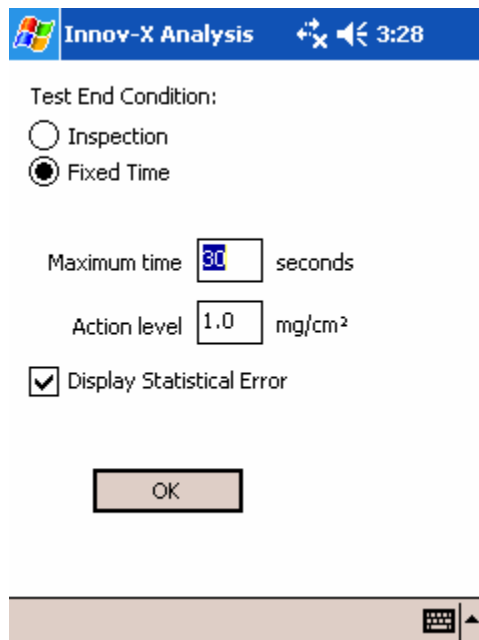 Innov-X Analysis 3:28
Test End Condition:
Inspection
Fixed Time
Maximum time 30 seconds
Action level 1.0 mg/cm²
Display Statistical Error
OK